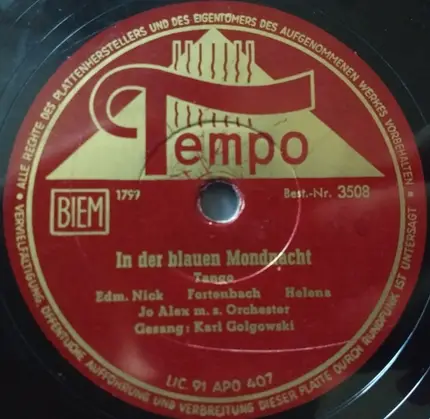 ALLE RECHTE DES PLATTENHERSTELLERS UND DES EIGENTÜMERS DES AUFGENOMMENEN WERKES VORBEHALTEN
Tempo
BIEM
1799
Best.-Nr. 3508
In der blauen Mondnacht
Tango
Edm. Nick Fortenbach Helena
Jo Alex m. s. Orchester
Gesang: Karl Golgowski
LIC. 91 APO 407
VERVIELFÄLTIGUNG, ÖFFENTLICHE AUFFÜHRUNG UND VERBREITUNG DIESER PLATTE DURCH RUNDFUNK IST UNTERSAGT